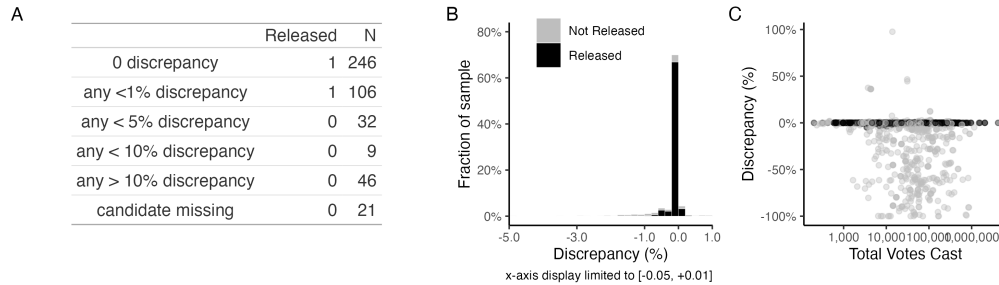 A
Released N
0 discrepancy 1 246
any <1% discrepancy 1 106
any < 5% discrepancy 0 32
any < 10% discrepancy 0 9
any > 10% discrepancy 0 46
candidate missing 0 21
B
Not Released
Released
80%
60%
40%
20%
0%
Fraction of sample
-5.0 -3.0 -1.0 0.0 1.0
Discrepancy (%)
x-axis display limited to [-0.05, +0.01]
C
100%
50%
0%
-50%
-100%
Discrepancy (%)
1,000 10,000 100,000 1,000,000
Total Votes Cast